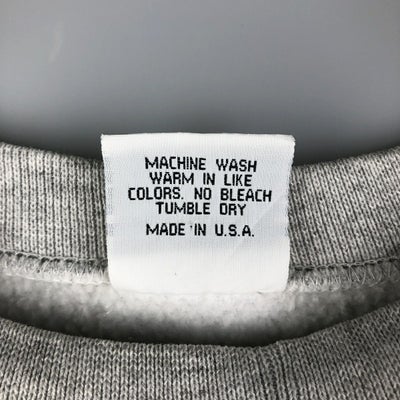 MACHINE WASH
WARM IN LIKE
COLORS. NO BLEACH
TUMBLE DRY
MADE IN U.S.A.